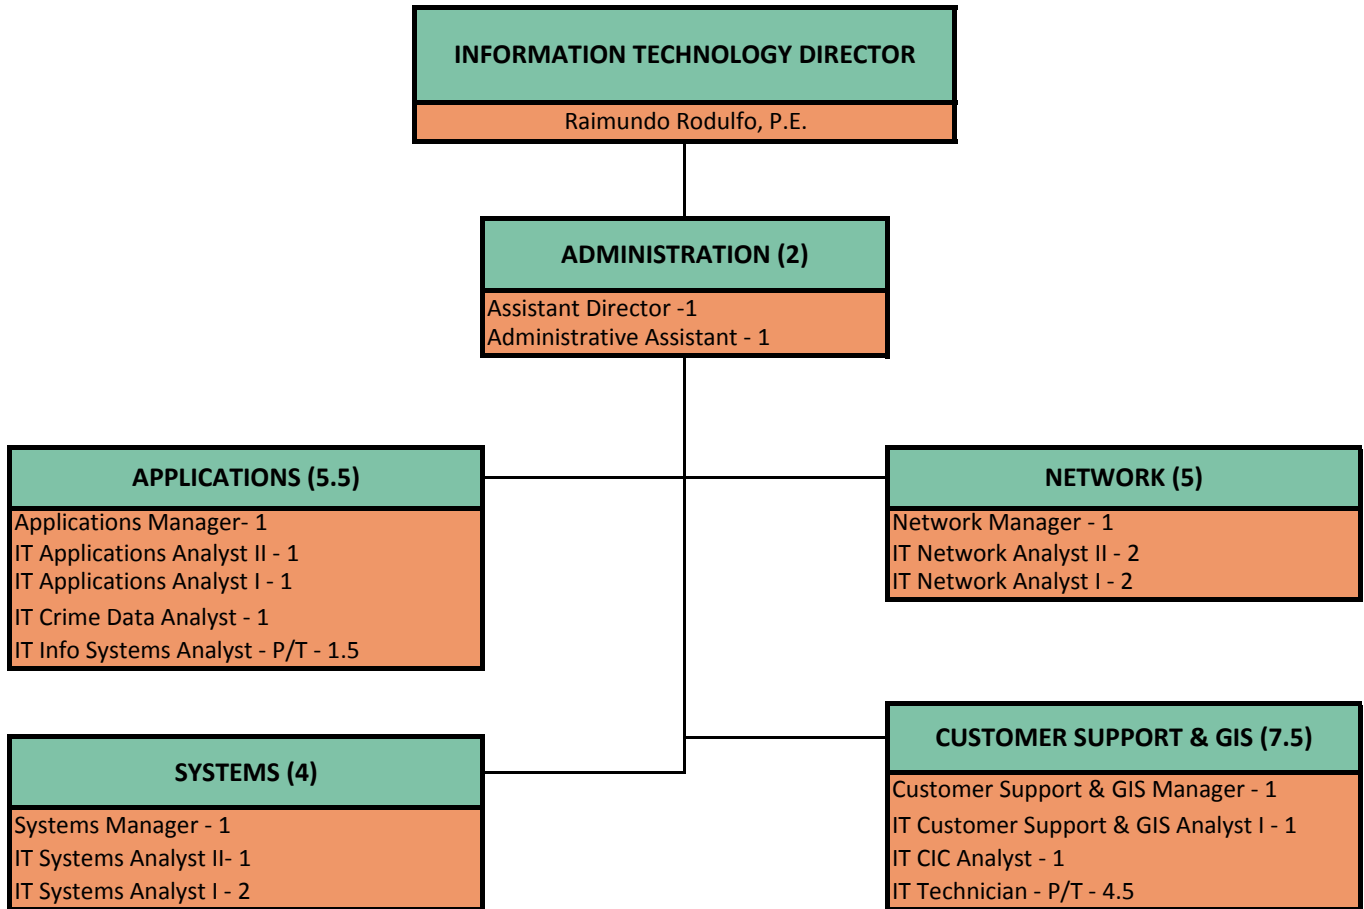 INFORMATION TECHNOLOGY DIRECTOR
Raimundo Rodulfo, P.E.
ADMINISTRATION (2)
Assistant Director -1
Administrative Assistant - 1
APPLICATIONS (5.5)
Applications Manager- 1
IT Applications Analyst II - 1
IT Applications Analyst I - 1
IT Crime Data Analyst - 1
IT Info Systems Analyst - P/T - 1.5
NETWORK (5)
Network Manager - 1
IT Network Analyst II - 2
IT Network Analyst I - 2
SYSTEMS (4)
Systems Manager - 1
IT Systems Analyst II- 1
IT Systems Analyst I - 2
CUSTOMER SUPPORT & GIS (7.5)
Customer Support & GIS Manager - 1
IT Customer Support & GIS Analyst I - 1
IT CIC Analyst - 1
IT Technician - P/T - 4.5